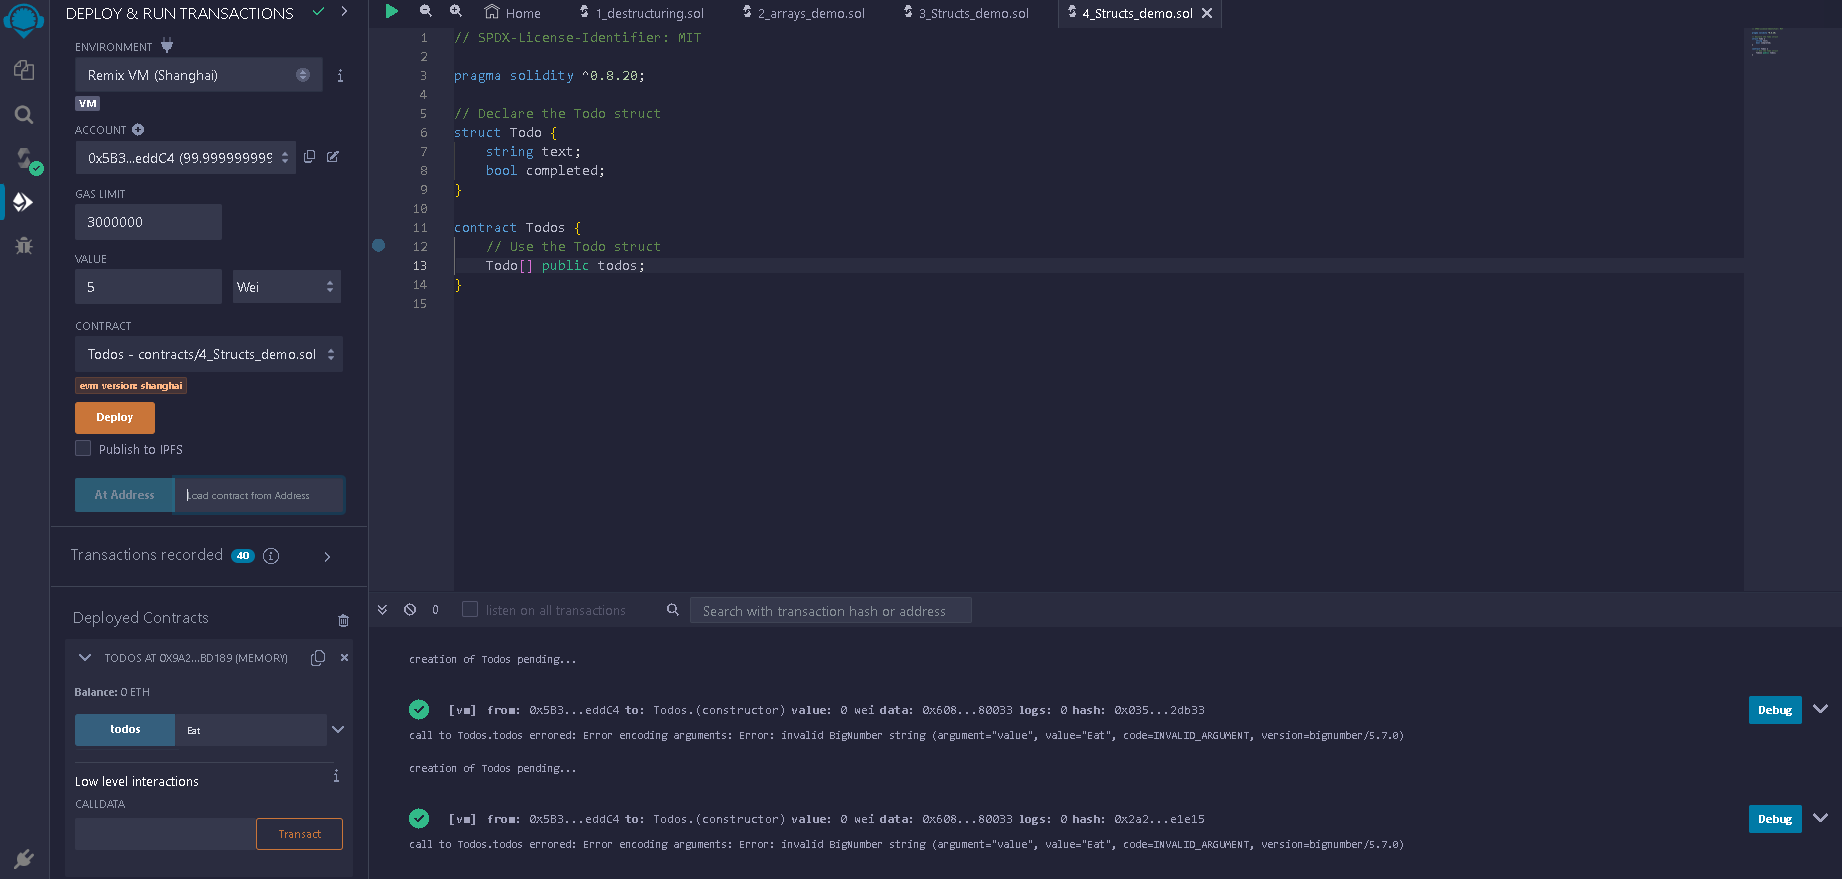 DEPLOY & RUN TRANSACTIONS
ENVIRONMENT
Remix VM (Shanghai)
VM
ACCOUNT
0x5B3...eddC4 (99.9999999999
GAS LIMIT
3000000
VALUE
5
Wei
CONTRACT
Todos - contracts/4_Structs_demo.sol
evm version: shanghai
Deploy
Publish to IPFS
At Address
Load contract from Address
Transactions recorded 40
Deployed Contracts
TODOS AT 0X9A2...BD189 (MEMORY)
Balance: 0 ETH
todos
Eat
Low level interactions
CALLDATA
Transact
Home
1_destructuring.sol
2_arrays_demo.sol
3_Structs_demo.sol
4_Structs_demo.sol
1 // SPDX-License-Identifier: MIT
2
3 pragma solidity ^0.8.20;
4
5 // Declare the Todo struct
6 struct Todo {
7 string text;
8 bool completed;
9 }
10
11 contract Todos {
12 // Use the Todo struct
13 Todo[] public todos;
14 }
15
0
listen on all transactions
Search with transaction hash or address
creation of Todos pending...
[vm] from: 0x5B3...eddC4 to: Todos.(constructor) value: 0 wei data: 0x608...80033 logs: 0 hash: 0x035...2db33
Debug
call to Todos.todos errored: Error encoding arguments: Error: invalid BigNumber string (argument="value", value="Eat", code=INVALID_ARGUMENT, version=bignumber/5.7.0)
creation of Todos pending...
[vm] from: 0x5B3...eddC4 to: Todos.(constructor) value: 0 wei data: 0x608...80033 logs: 0 hash: 0x2a2...e1e15
Debug
call to Todos.todos errored: Error encoding arguments: Error: invalid BigNumber string (argument="value", value="Eat", code=INVALID_ARGUMENT, version=bignumber/5.7.0)